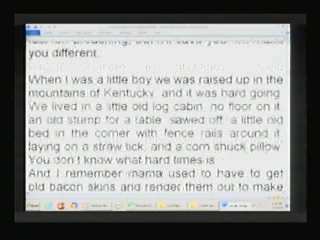 you different.
When I was a little boy we was raised up in the
mountains of Kentucky, and it was hard going.
We lived in a little old log cabin, no floor on it,
an old stump for a table, sawed off; a little old
bed in the corner with fence rails around it,
laying on a straw tick, and a corn shuck pillow.
You don't know what hard times is.
And I remember mama used to have to get
old bacon skins and render them out to make